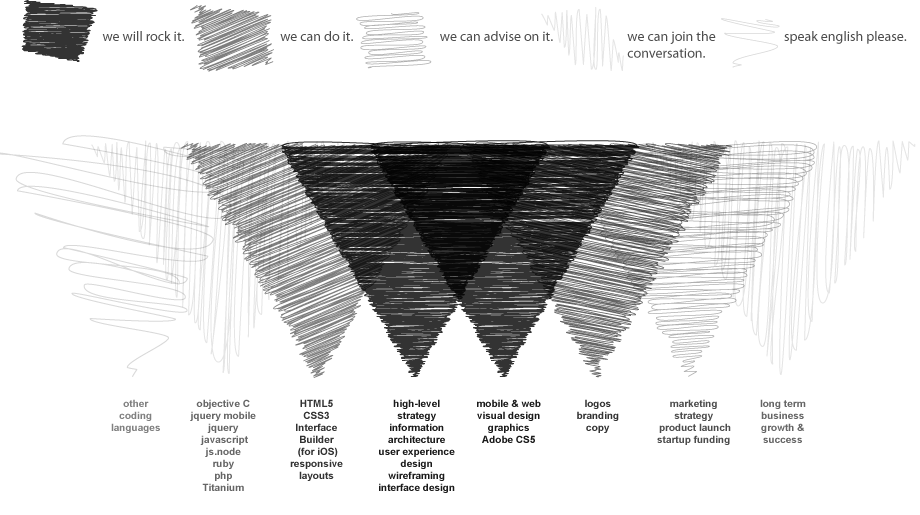 we will rock it.
we can do it.
we can advise on it.
we can join the
conversation.
speak english please.
other
coding
languages
objective C
jquery mobile
jquery
javascript
js.node
ruby
php
Titanium
HTML5
CSS3
Interface
Builder
(for iOS)
responsive
layouts
high-level
strategy
information
architecture
user experience
design
wireframing
interface design
mobile & web
visual design
graphics
Adobe CS5
logos
branding
copy
marketing
strategy
product launch
startup funding
long term
business
growth &
success